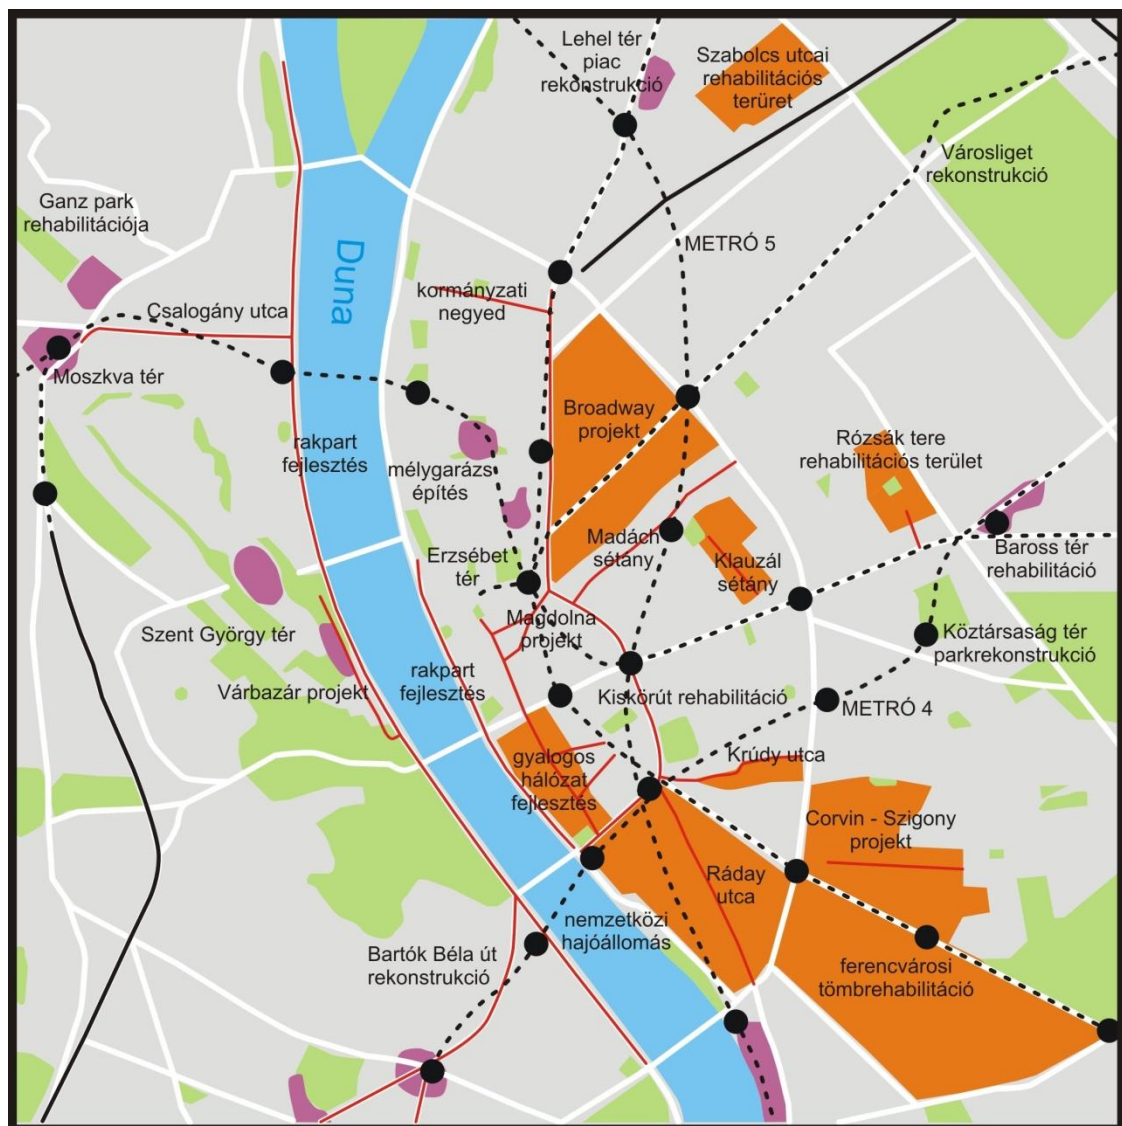 Lehel tér
piac
rekonstrukció
Szabolcs utcai
rehabilitációs
terüret
Városliget
rekonstrukció
Ganz park
rehabilitációja
METRÓ 5
Duna
kormányzati
negyed
Csalogány utca
Moszkva tér
Broadway
projekt
Rózsák tere
rehabilitációs terület
rakpart
fejlesztés
mélygarázs
építés
Madách
sétany
Klauzál
sétány
Erzsébet
tér
Baross tér
rehabilitáció
Magdolna
projekt
Szent György tér
Köztársaság tér
parkrekonstrukció
rakpart
fejlesztés
Várbazár projekt
Kiskörút rehabilitáció
METRÓ 4
gyalogos
hálózat
fejlesztés
Krúdy utca
Corvin - Szigony
projekt
Ráday
utca
nemzetközi
hajóállomás
Bartók Béla út
rekonstrukció
ferencvárosi
tömbrehabilitáció